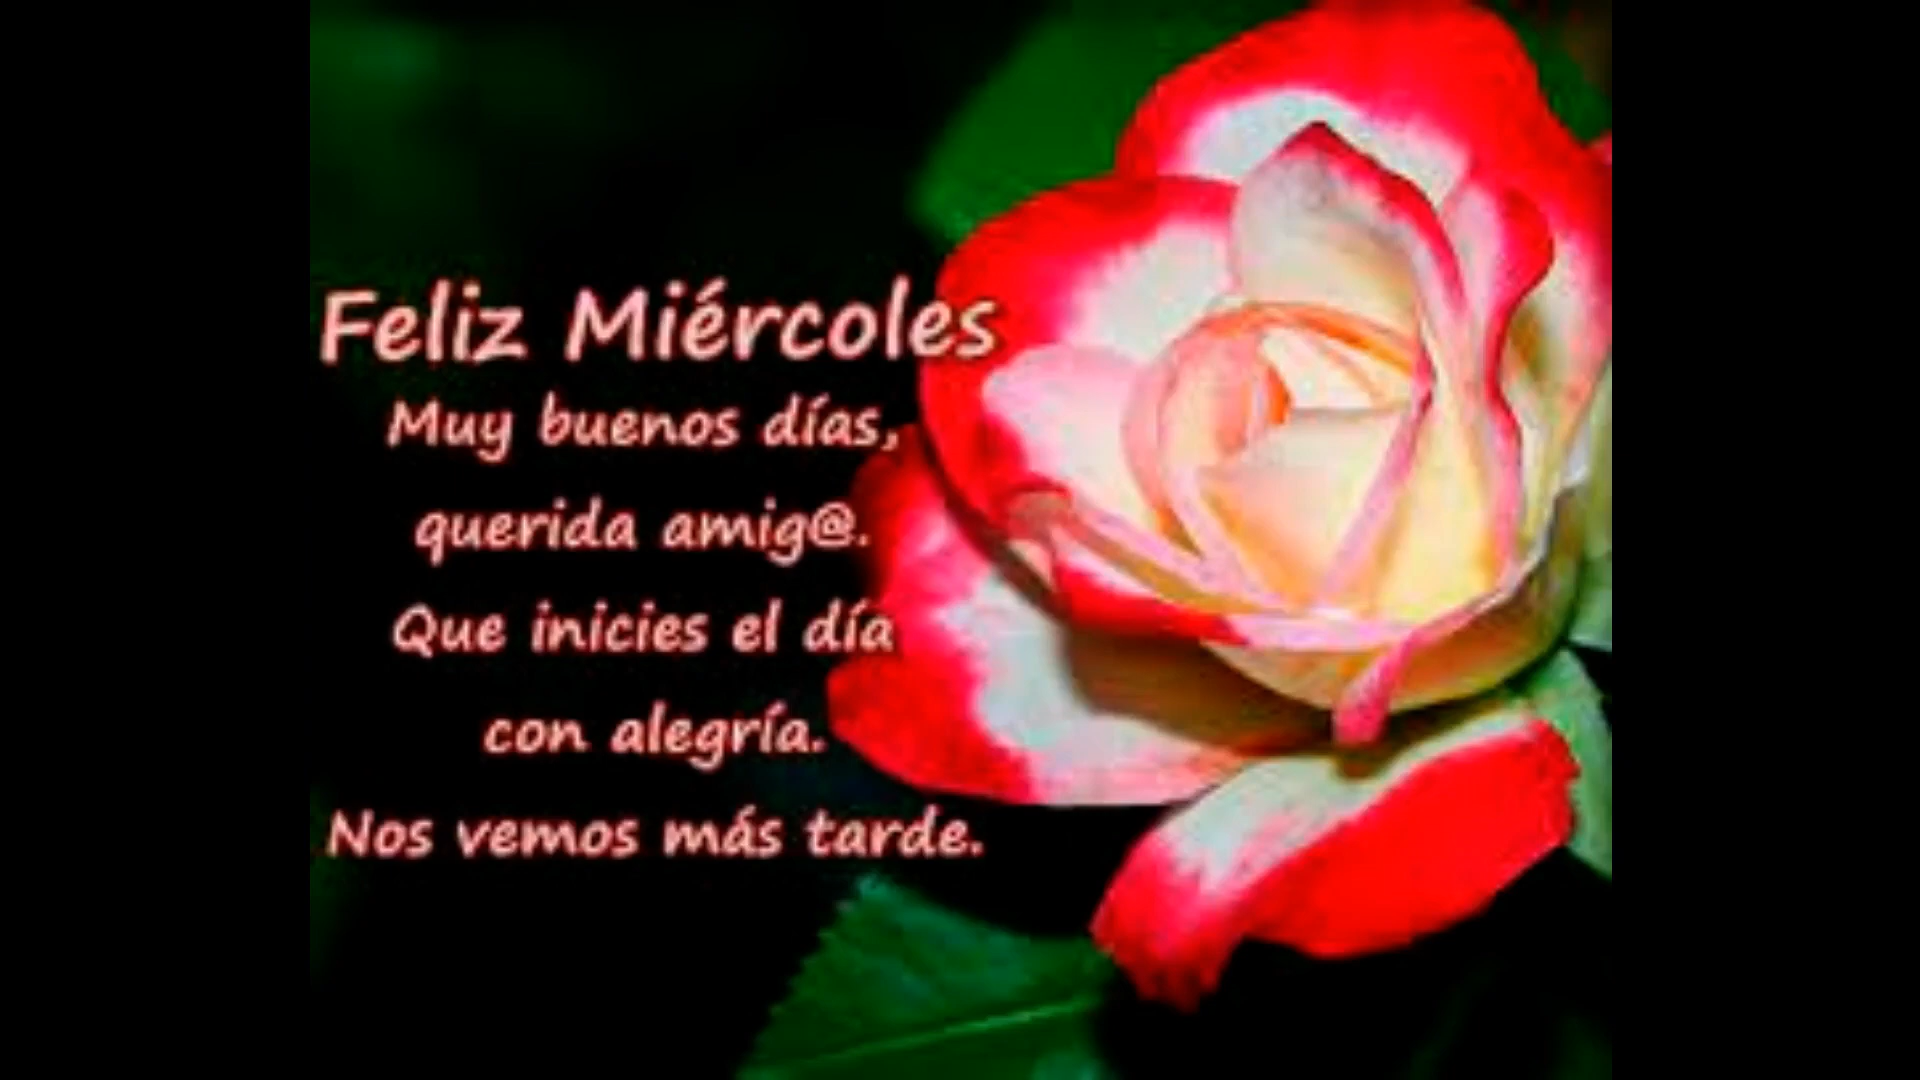 Feliz Miércoles
Muy buenos días,
querida amig@.
Que inicies el día
con alegría.
Nos vemos más tarde.